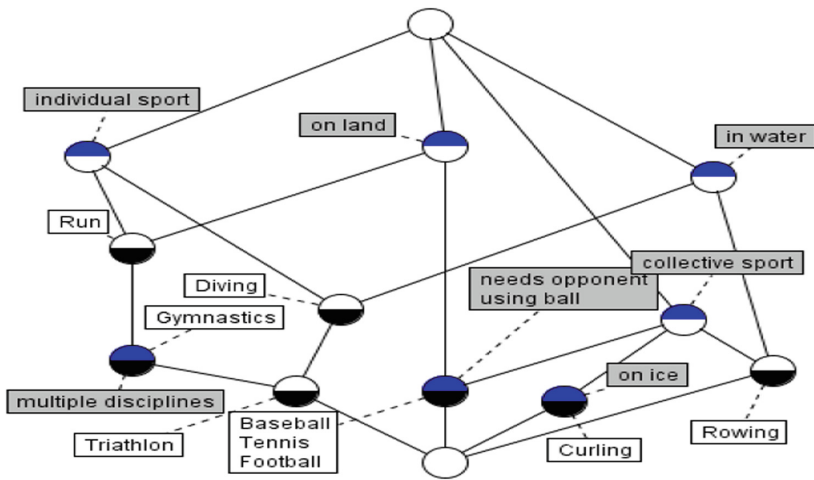 individual sport
on land
in water
Run
collective sport
needs opponent
using ball
Diving
Gymnastics
on ice
multiple disciplines
Baseball
Tennis
Football
Triathlon
Rowing
Curling